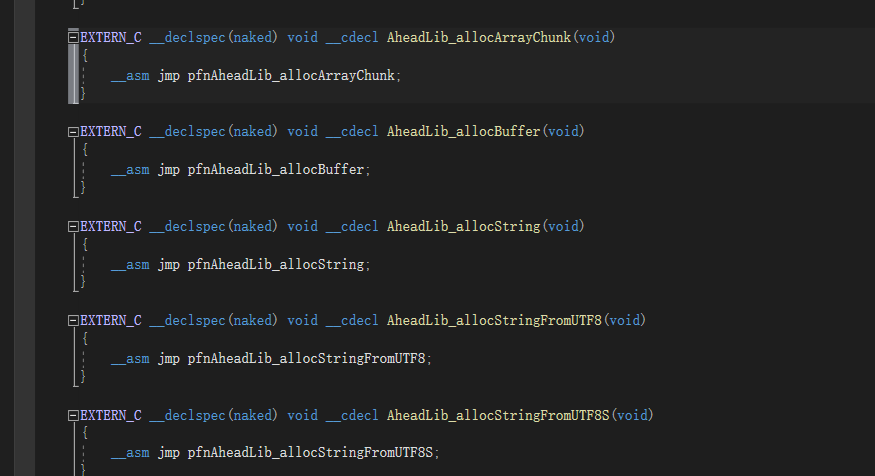 }
EXTERN_C __declspec(naked) void __cdecl AheadLib_allocArrayChunk(void)
{
__asm jmp pfnAheadLib_allocArrayChunk;
}
EXTERN_C __declspec(naked) void __cdecl AheadLib_allocBuffer(void)
{
__asm jmp pfnAheadLib_allocBuffer;
}
EXTERN_C __declspec(naked) void __cdecl AheadLib_allocString(void)
{
__asm jmp pfnAheadLib_allocString;
}
EXTERN_C __declspec(naked) void __cdecl AheadLib_allocStringFromUTF8(void)
{
__asm jmp pfnAheadLib_allocStringFromUTF8;
}
EXTERN_C __declspec(naked) void __cdecl AheadLib_allocStringFromUTF8S(void)
{
__asm jmp pfnAheadLib_allocStringFromUTF8S;
}